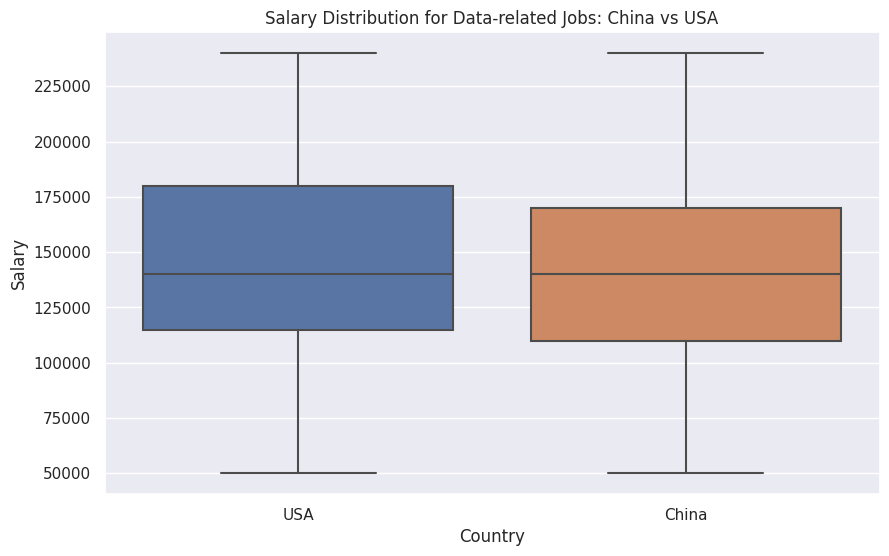 Salary Distribution for Data-related Jobs: China vs USA
225000
200000
175000
150000
125000
100000
75000
50000
Salary
USA
China
Country